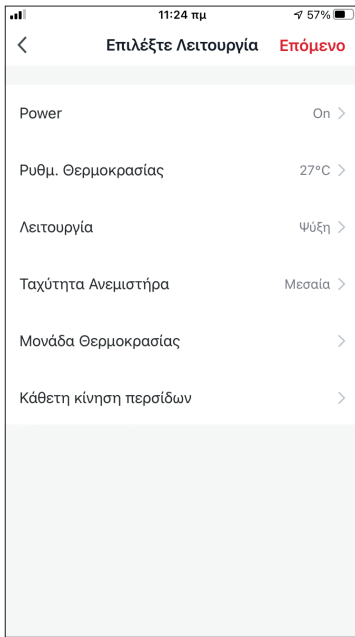 11:24 πμ 57%
Επιλέξτε Λειτουργία Επόμενο
Power On
Ρυθμ. Θερμοκρασίας 27°C
Λειτουργία Ψύξη
Ταχύτητα Ανεμιστήρα Μεσαία
Μονάδα Θερμοκρασίας
Κάθετη κίνηση περσίδων